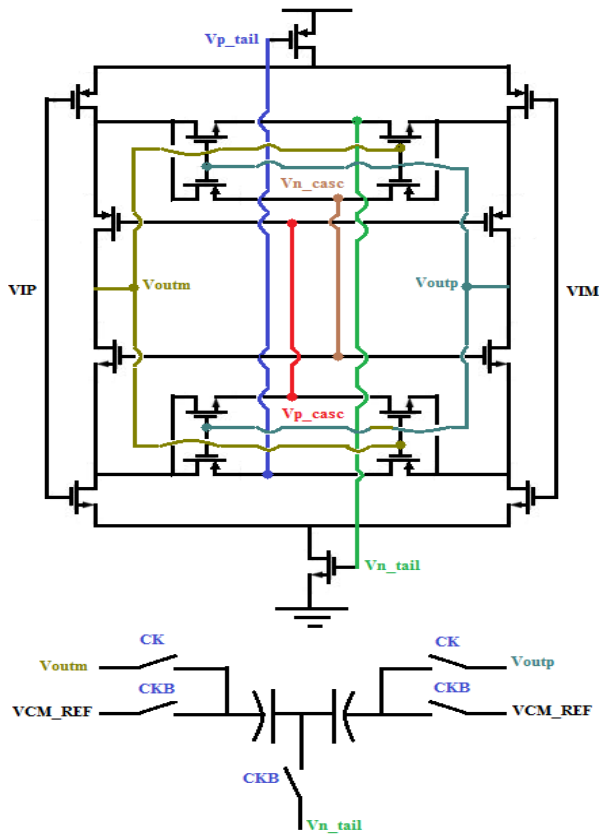 Vp_tail
Vn_casc
VIP
Voutm
Voutp
VIM
Vp_casc
Vn_tail
CK
CK
Voutm
Voutp
CKB
CKB
VCM_REF
VCM_REF
CKB
Vn_tail